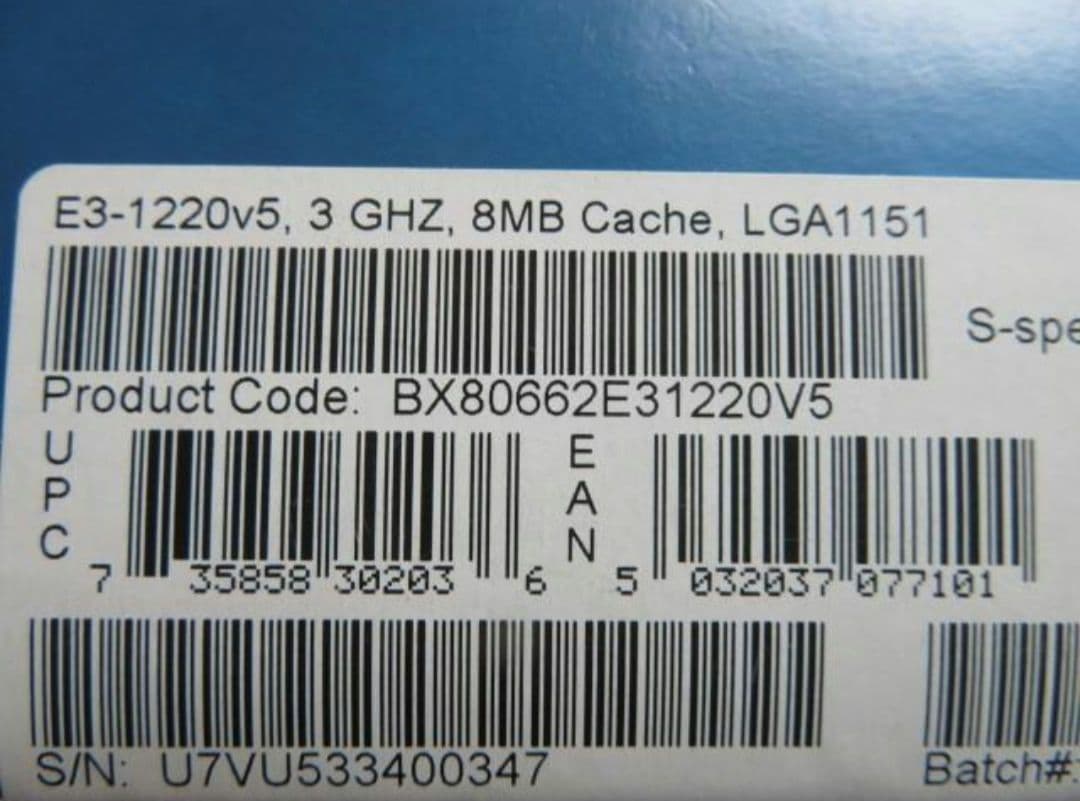 E3-1220v5, 3 GHZ, 8MB Cache, LGA1151
S-spe
Product Code: BX80662E31220V5
UPC
7 35858 30203 6
EAN
5 032037 077101
S/N: U7VU533400347
Batch#: